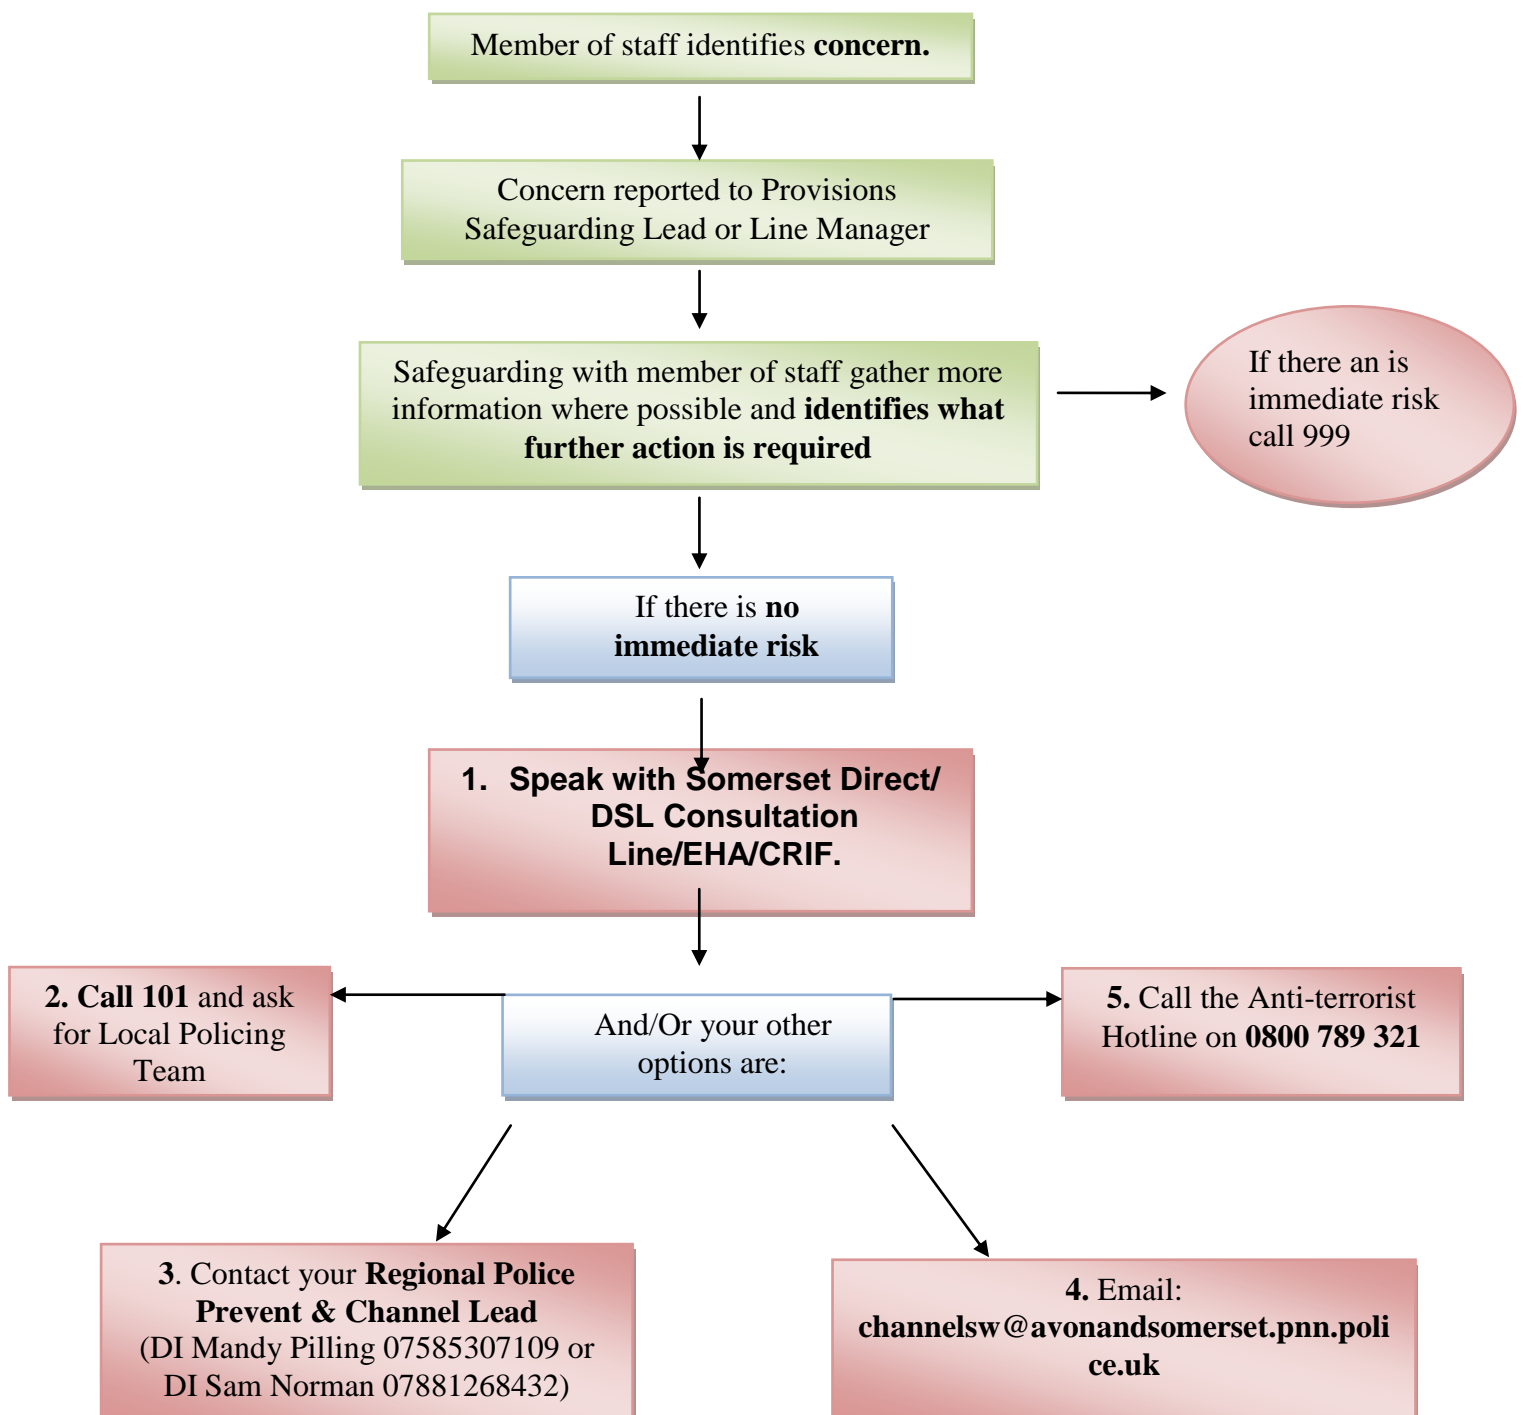 Member of staff identifies concern.
Concern reported to Provisions
Safeguarding Lead or Line Manager
Safeguarding with member of staff gather more
information where possible and identifies what
further action is required
If there an is
immediate risk
call 999
If there is no
immediate risk
1. Speak with Somerset Direct/
DSL Consultation
Line/EHA/CRIF.
2. Call 101 and ask
for Local Policing
Team
And/Or your other
options are:
5. Call the Anti-terrorist
Hotline on 0800 789 321
3. Contact your Regional Police
Prevent & Channel Lead
(DI Mandy Pilling 07585307109 or
DI Sam Norman 07881268432)
4. Email:
channelsw@avonandsomerset.pnn.poli
ce.uk